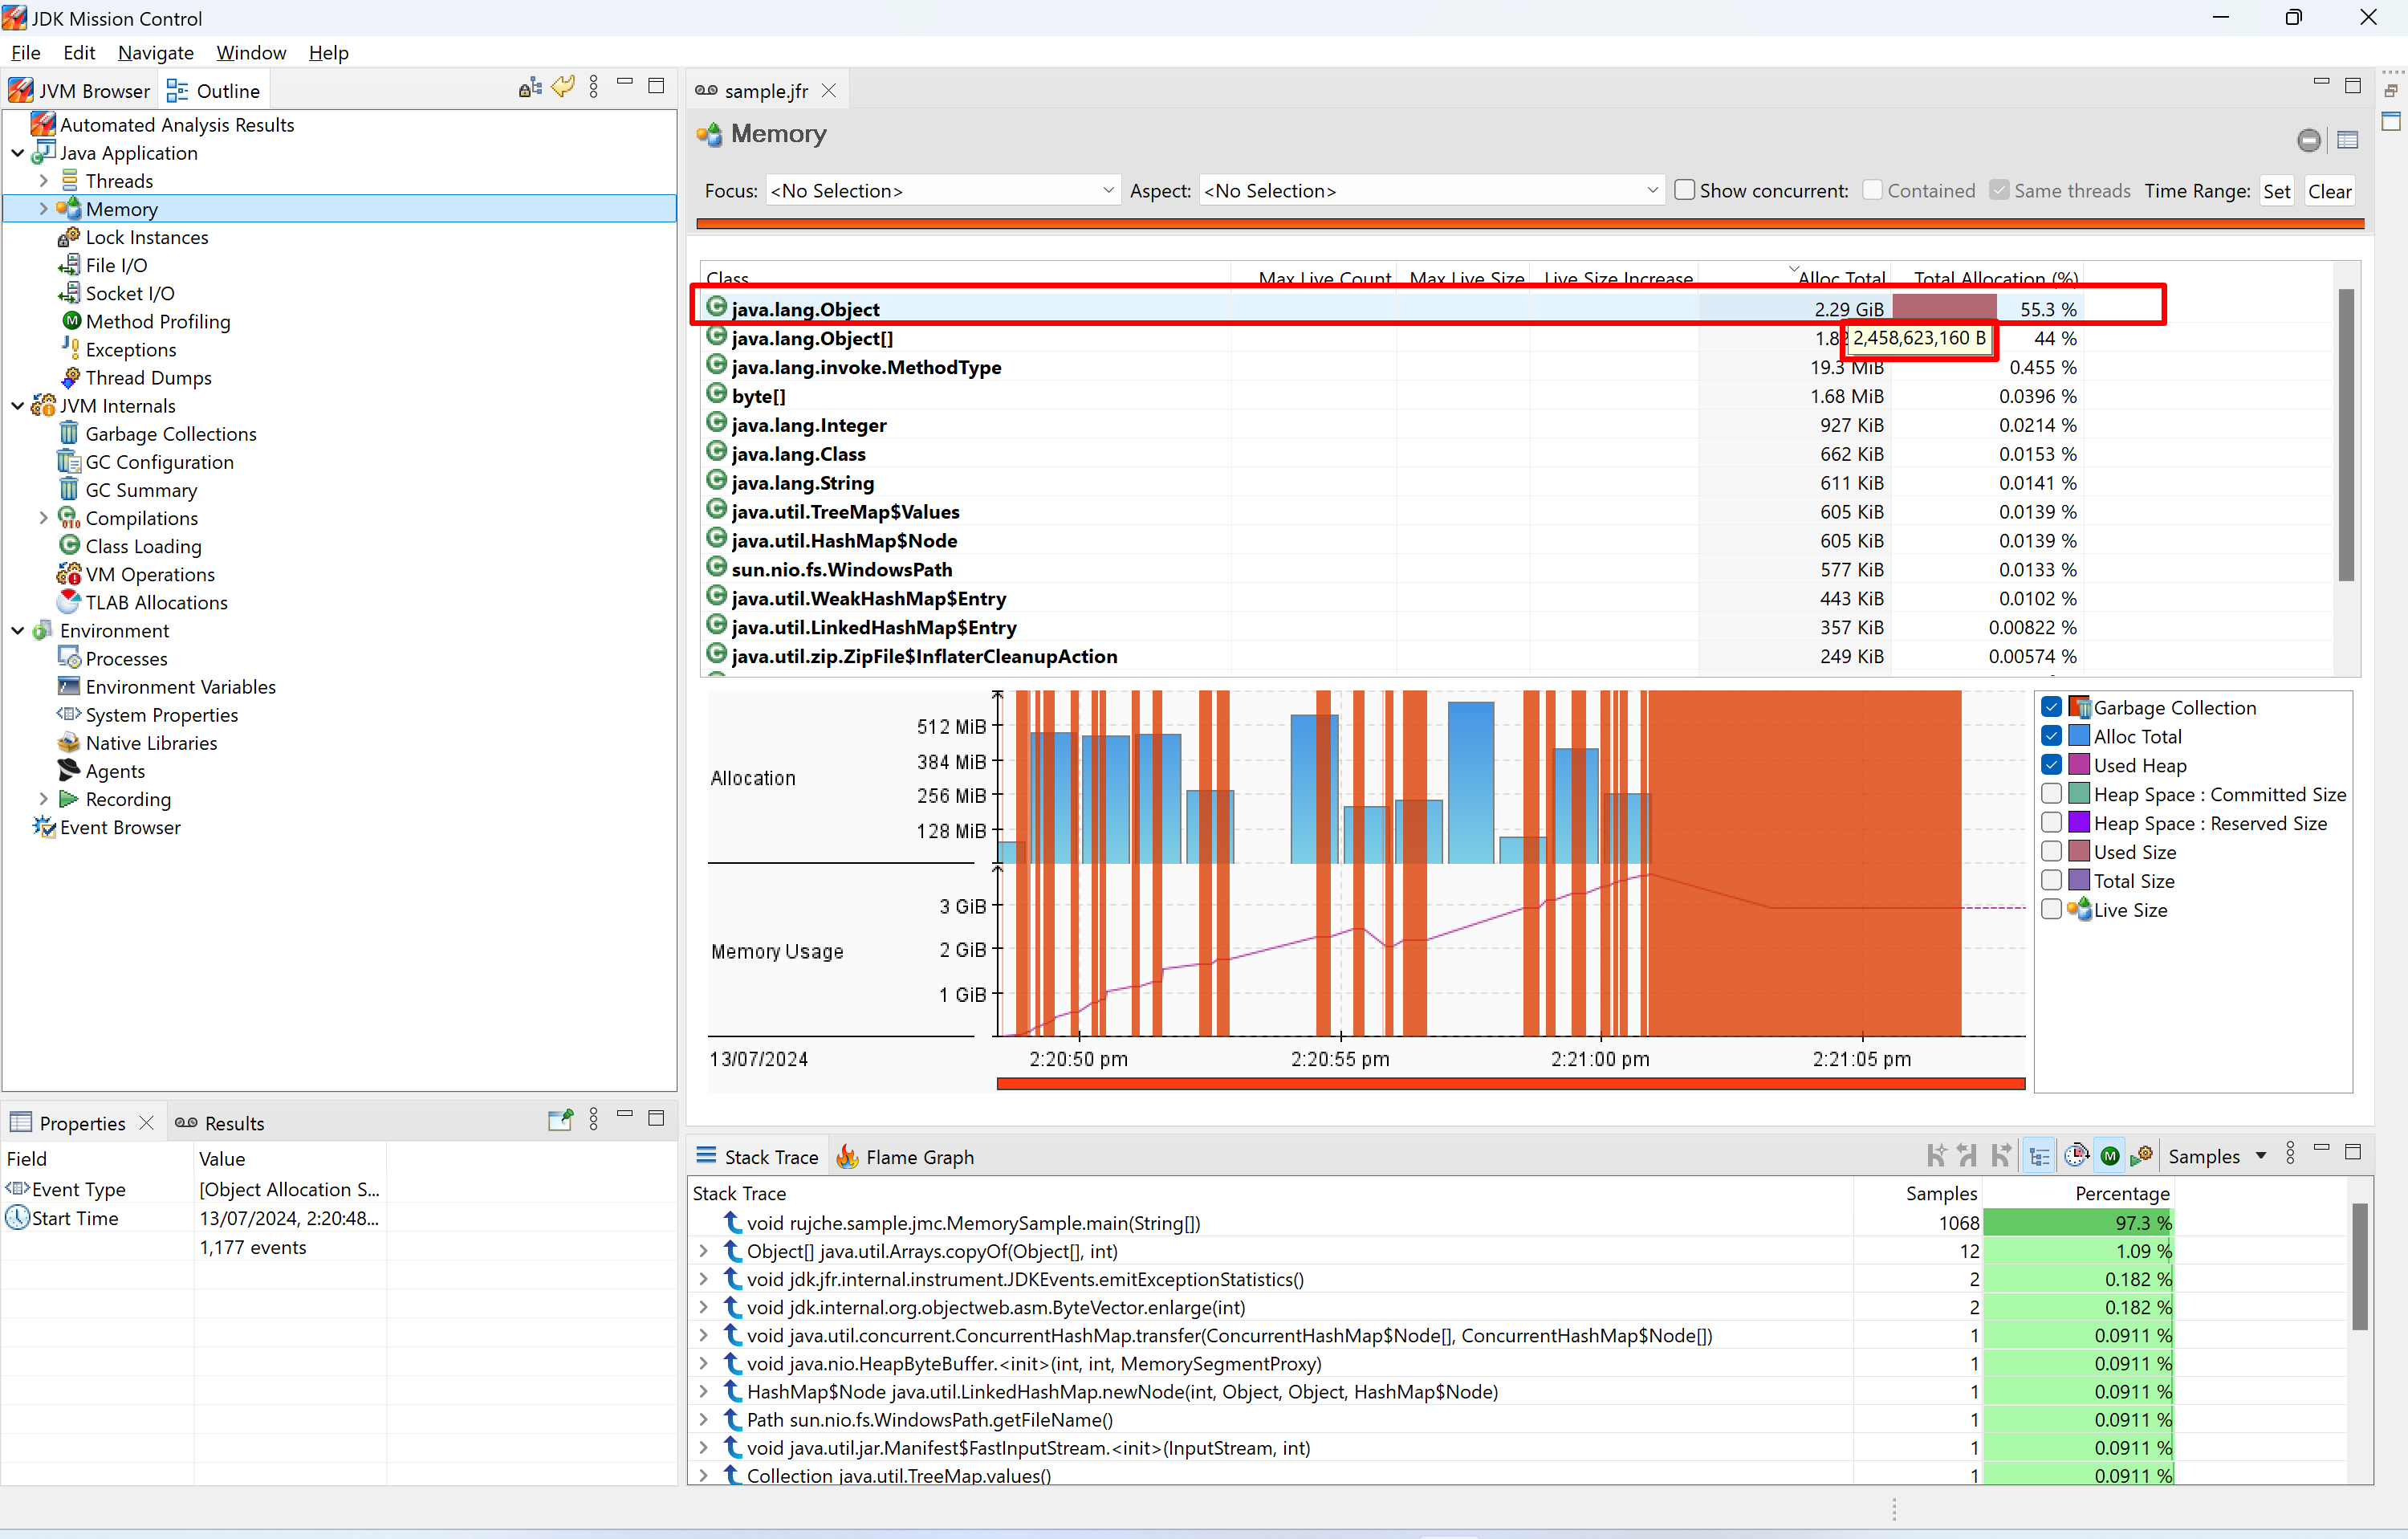 JDK Mission Control
File Edit Navigate Window Help
JVM Browser Outline
Automated Analysis Results
Java Application
Threads
Memory
Lock Instances
File I/O
Socket I/O
Method Profiling
Exceptions
Thread Dumps
JVM Internals
Garbage Collections
GC Configuration
GC Summary
Compilations
Class Loading
VM Operations
TLAB Allocations
Environment
Processes
Environment Variables
System Properties
Native Libraries
Agents
Recording
Event Browser
Properties Results
Field Value
Event Type [Object Allocation S...
Start Time 13/07/2024, 2:20:48...
1,177 events
sample.jfr
Memory
Focus: <No Selection> Aspect: <No Selection> Show concurrent: Contained Same threads Time Range: Set Clear
Class Max Live Count Max Live Size Live Size Increase Alloc Total Total Allocation (%)
java.lang.Object 2.29 GiB 55.3 %
java.lang.Object[] 1.82 2,458,623,160 B 44 %
java.lang.invoke.MethodType 19.3 MiB 0.455 %
byte[] 1.68 MiB 0.0396 %
java.lang.Integer 927 KiB 0.0214 %
java.lang.Class 662 KiB 0.0153 %
java.lang.String 611 KiB 0.0141 %
java.util.TreeMap$Values 605 KiB 0.0139 %
java.util.HashMap$Node 605 KiB 0.0139 %
sun.nio.fs.WindowsPath 577 KiB 0.0133 %
java.util.WeakHashMap$Entry 443 KiB 0.0102 %
java.util.LinkedHashMap$Entry 357 KiB 0.00822 %
java.util.zip.ZipFile$InflaterCleanupAction 249 KiB 0.00574 %
Allocation
512 MiB
384 MiB
256 MiB
128 MiB
Memory Usage
3 GiB
2 GiB
1 GiB
13/07/2024 2:20:50 pm 2:20:55 pm 2:21:00 pm 2:21:05 pm
Garbage Collection
Alloc Total
Used Heap
Heap Space : Committed Size
Heap Space : Reserved Size
Used Size
Total Size
Live Size
Stack Trace Flame Graph Samples
Stack Trace Samples Percentage
void rujche.sample.jmc.MemorySample.main(String[]) 1068 97.3 %
Object[] java.util.Arrays.copyOf(Object[], int) 12 1.09 %
void jdk.jfr.internal.instrument.JDKEvents.emitExceptionStatistics() 2 0.182 %
void jdk.internal.org.objectweb.asm.ByteVector.enlarge(int) 2 0.182 %
void java.util.concurrent.ConcurrentHashMap.transfer(ConcurrentHashMap$Node[], ConcurrentHashMap$Node[]) 1 0.0911 %
void java.nio.HeapByteBuffer.<init>(int, int, MemorySegmentProxy) 1 0.0911 %
HashMap$Node java.util.LinkedHashMap.newNode(int, Object, Object, HashMap$Node) 1 0.0911 %
Path sun.nio.fs.WindowsPath.getFileName() 1 0.0911 %
void java.util.jar.Manifest$FastInputStream.<init>(InputStream, int) 1 0.0911 %
Collection java.util.TreeMap.values() 1 0.0911 %